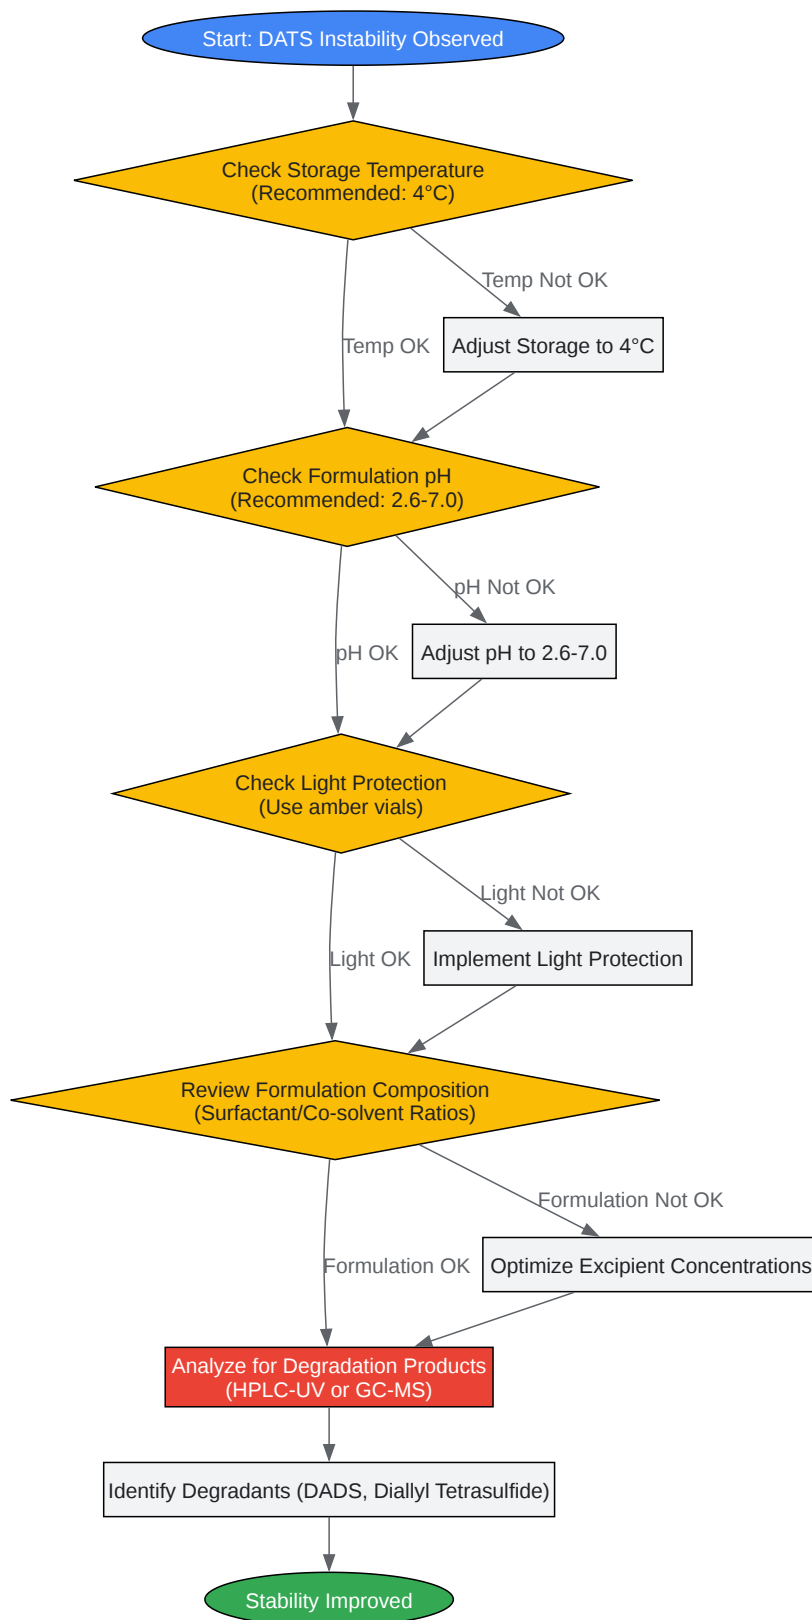 Start: DATS Instability Observed
Check Storage Temperature
(Recommended: 4°C)
Temp Not OK
Temp OK
Adjust Storage to 4°C
Check Formulation pH
(Recommended: 2.6-7.0)
pH Not OK
pH OK
Adjust pH to 2.6-7.0
Check Light Protection
(Use amber vials)
Light Not OK
Light OK
Implement Light Protection
Review Formulation Composition
(Surfactant/Co-solvent Ratios)
Formulation Not OK
Formulation OK
Optimize Excipient Concentrations
Analyze for Degradation Products
(HPLC-UV or GC-MS)
Identify Degradants (DADS, Diallyl Tetrasulfide)
Stability Improved